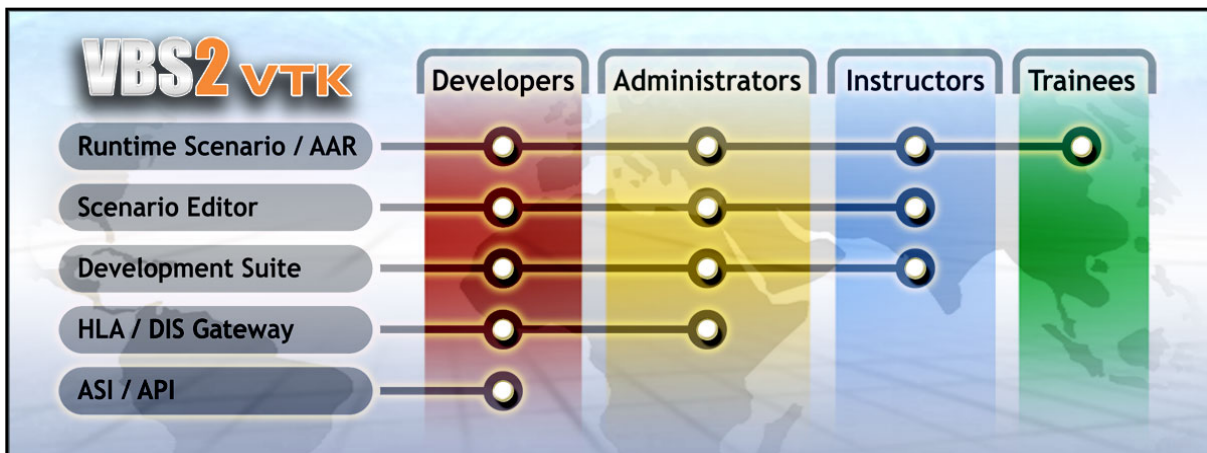 VBS2 VTK
Developers Administrators Instructors Trainees
Runtime Scenario / AAR
Scenario Editor
Development Suite
HLA / DIS Gateway
ASI / API